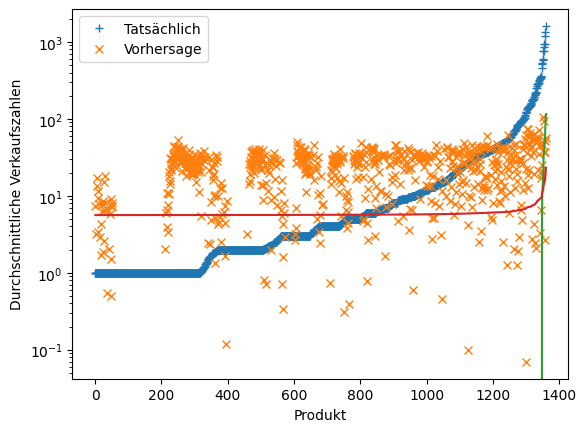 Tatsächlich
Vorhersage
Durchschnittliche Verkaufszahlen
10³
10²
10¹
10⁰
10⁻¹
0 200 400 600 800 1000 1200 1400
Produkt